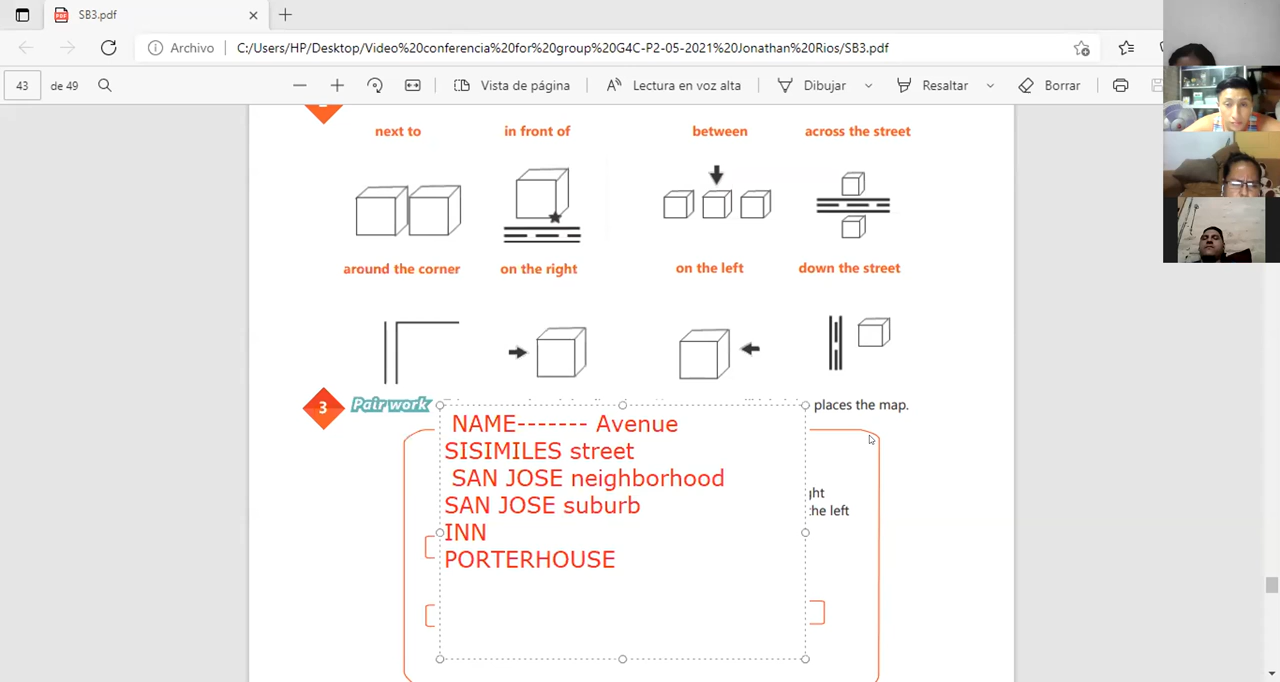 SB3.pdf
Archivo
C:/Users/HP/Desktop/Video%20conferencia%20for%20group%20G4C-P2-05-2021%20Jonathan%20Rios/SB3.pdf
43 de 49
Vista de página
Lectura en voz alta
Dibujar
Resaltar
Borrar
next to
in front of
between
across the street
around the corner
on the right
on the left
down the street
3 Pair work
places the map.
NAME------- Avenue
SISIMILES street
SAN JOSE neighborhood
SAN JOSE suburb
INN
PORTERHOUSE
ght
the left